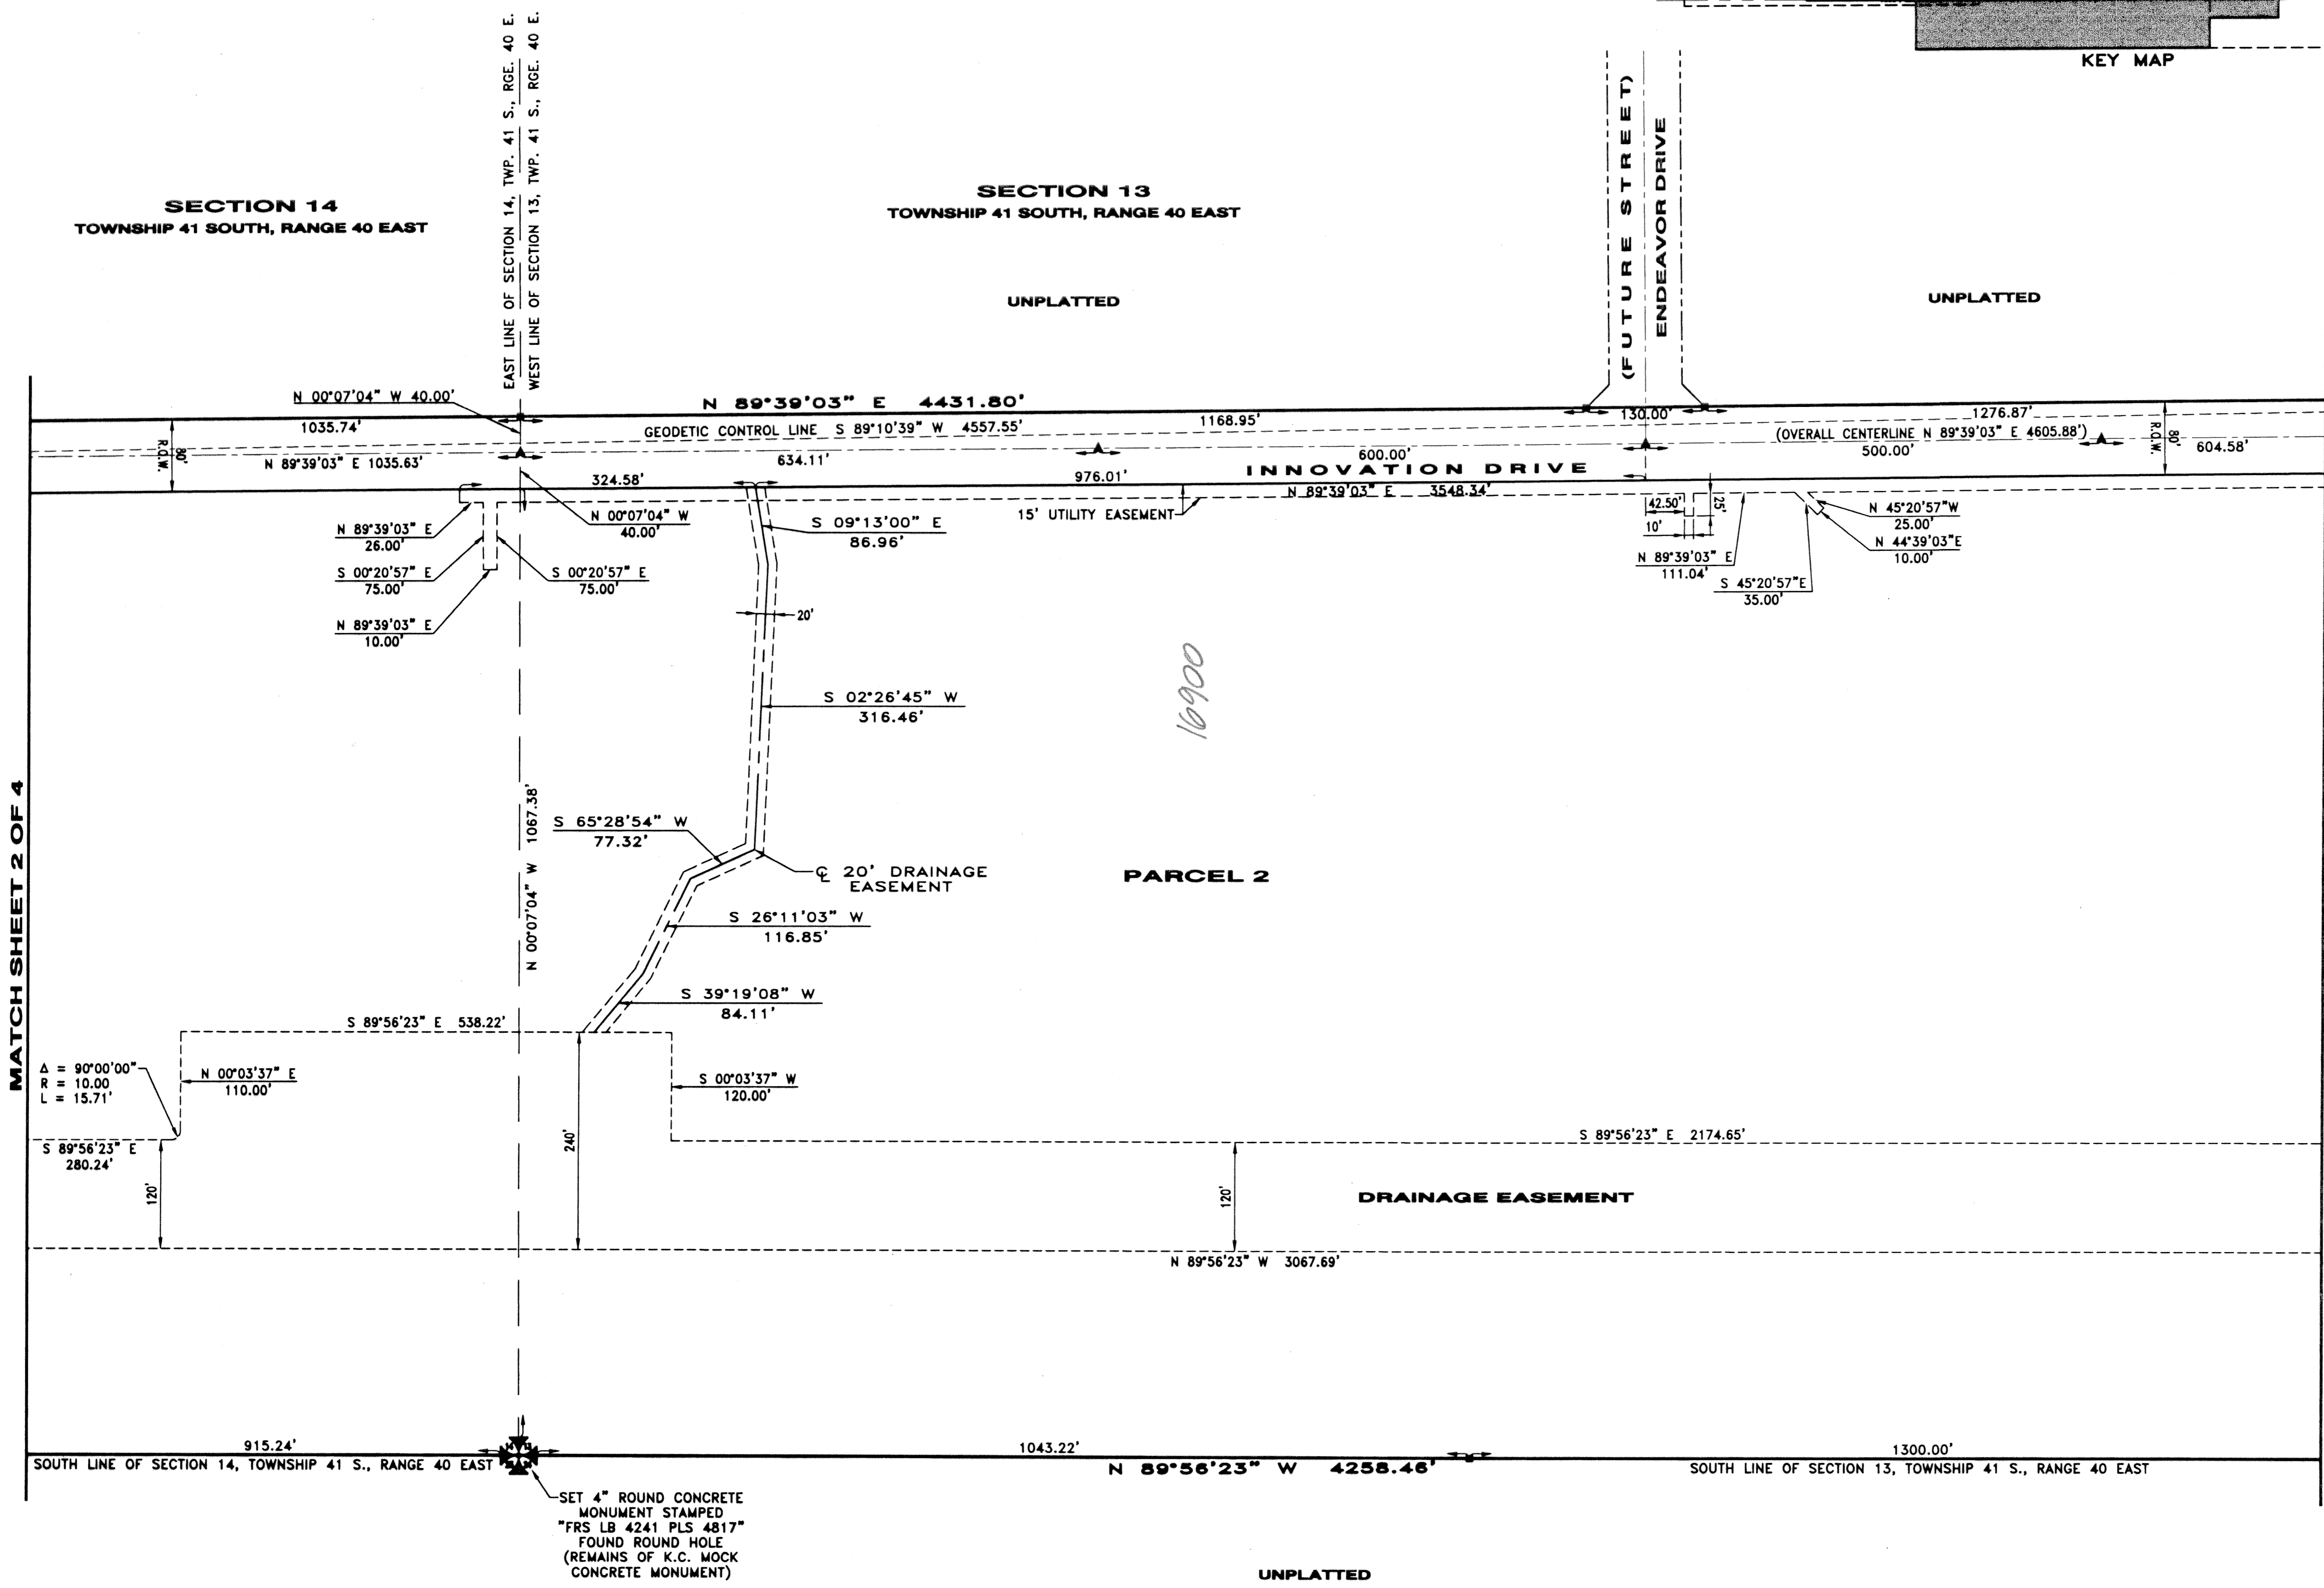 KEY MAP
EAST LINE OF SECTION 14, TWP. 41 S., RGE. 40 E.
WEST LINE OF SECTION 13, TWP. 41 S., RGE. 40 E.
(FUTURE STREET)
ENDEAVOR DRIVE
SECTION 14
TOWNSHIP 41 SOUTH, RANGE 40 EAST
SECTION 13
TOWNSHIP 41 SOUTH, RANGE 40 EAST
UNPLATTED
UNPLATTED
N 00°07'04" W 40.00'
N 89°39'03" E 4431.80'
1035.74'
GEODETIC CONTROL LINE S 89°10'39" W 4557.55'
1168.95'
130.00'
1276.87'
(OVERALL CENTERLINE N 89°39'03" E 4605.88')
80'
R.O.W.
N 89°39'03" E 1035.63'
634.11'
600.00'
500.00'
80'
R.O.W.
604.58'
INNOVATION DRIVE
324.58'
976.01'
N 89°39'03" E 3548.34'
15' UTILITY EASEMENT
N 89°39'03" E
26.00'
N 00°07'04" W
40.00'
S 09°13'00" E
86.96'
42.50'
25'
10'
N 45°20'57"W
25.00'
N 44°39'03"E
10.00'
N 89°39'03" E
111.04'
S 45°20'57"E
35.00'
S 00°20'57" E
75.00'
S 00°20'57" E
75.00'
N 89°39'03" E
10.00'
20'
16900
S 02°26'45" W
316.46'
MATCH SHEET 2 OF 4
N 00°07'04" W 1067.38'
S 65°28'54" W
77.32'
℄ 20' DRAINAGE
EASEMENT
PARCEL 2
S 26°11'03" W
116.85'
S 39°19'08" W
84.11'
S 89°56'23" E 538.22'
Δ = 90°00'00"
R = 10.00
L = 15.71'
N 00°03'37" E
110.00'
S 00°03'37" W
120.00'
S 89°56'23" E
280.24'
S 89°56'23" E 2174.65'
120'
240'
120'
DRAINAGE EASEMENT
N 89°56'23" W 3067.69'
915.24'
1043.22'
1300.00'
SOUTH LINE OF SECTION 14, TOWNSHIP 41 S., RANGE 40 EAST
14
13
N 89°56'23" W 4258.46'
SOUTH LINE OF SECTION 13, TOWNSHIP 41 S., RANGE 40 EAST
SET 4" ROUND CONCRETE
MONUMENT STAMPED
"FRS LB 4241 PLS 4817"
FOUND ROUND HOLE
(REMAINS OF K.C. MOCK
CONCRETE MONUMENT)
UNPLATTED